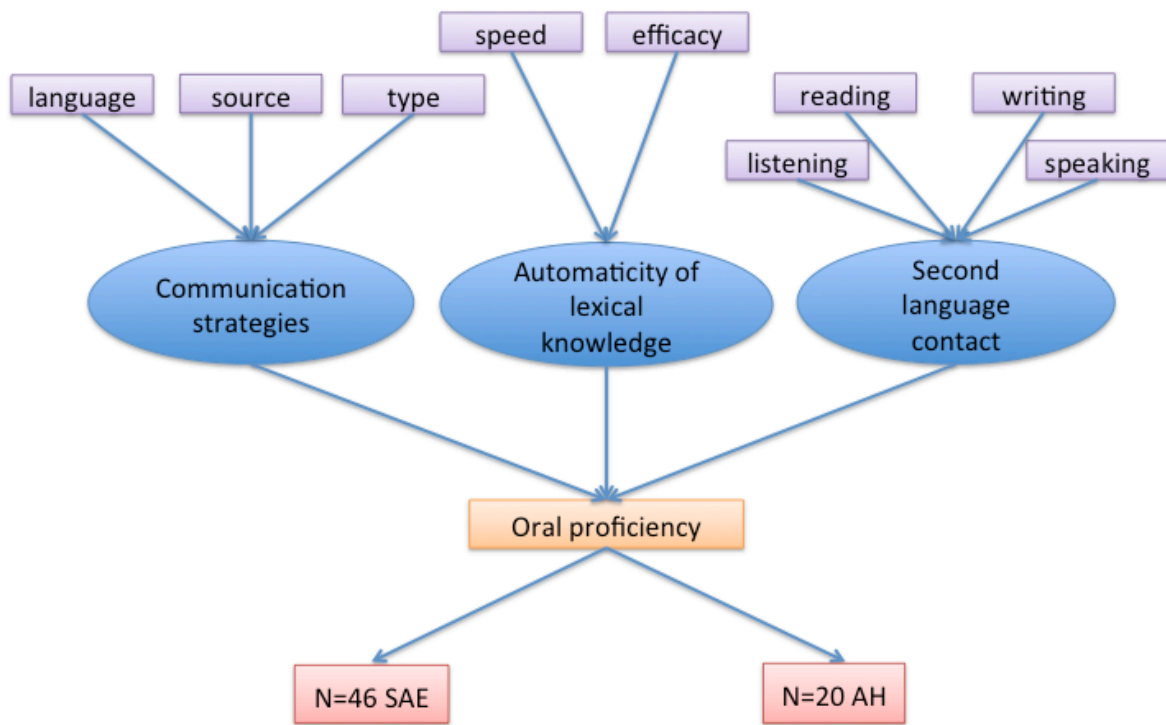 speed
efficacy
language
source
type
reading
writing
listening
speaking
Communication
strategies
Automaticity of
lexical
knowledge
Second
language
contact
Oral proficiency
N=46 SAE
N=20 AH